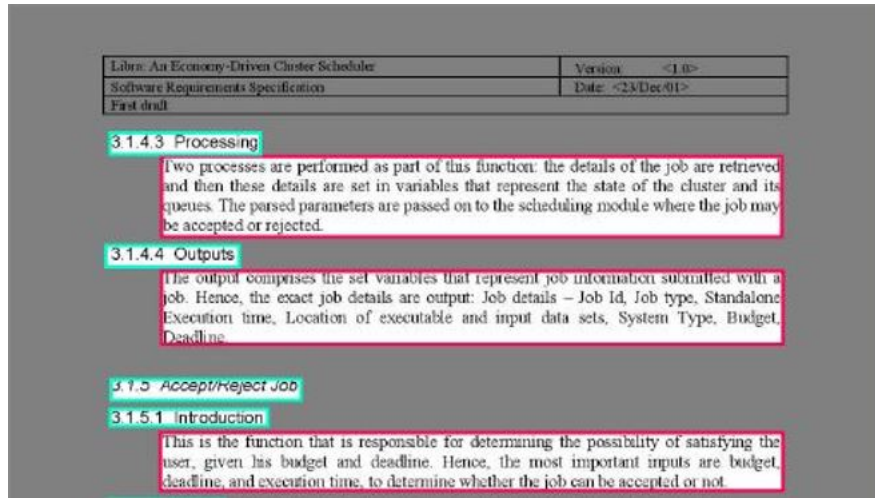 Libra: An Economy-Driven Cluster Scheduler Version: <1.0>
Software Requirements Specification Date: <23/Dec/01>
First draft
3.1.4.3 Processing
Two processes are performed as part of this function: the details of the job are retrieved
and then these details are set in variables that represent the state of the cluster and its
queues. The parsed parameters are passed on to the scheduling module where the job may
be accepted or rejected.
3.1.4.4 Outputs
The output comprises the set variables that represent job information submitted with a
job. Hence, the exact job details are output: Job details – Job Id, Job type, Standalone
Execution time, Location of executable and input data sets, System Type, Budget,
Deadline.
3.1.5 Accept/Reject Job
3.1.5.1 Introduction
This is the function that is responsible for determining the possibility of satisfying the
user, given his budget and deadline. Hence, the most important inputs are budget,
deadline, and execution time, to determine whether the job can be accepted or not.